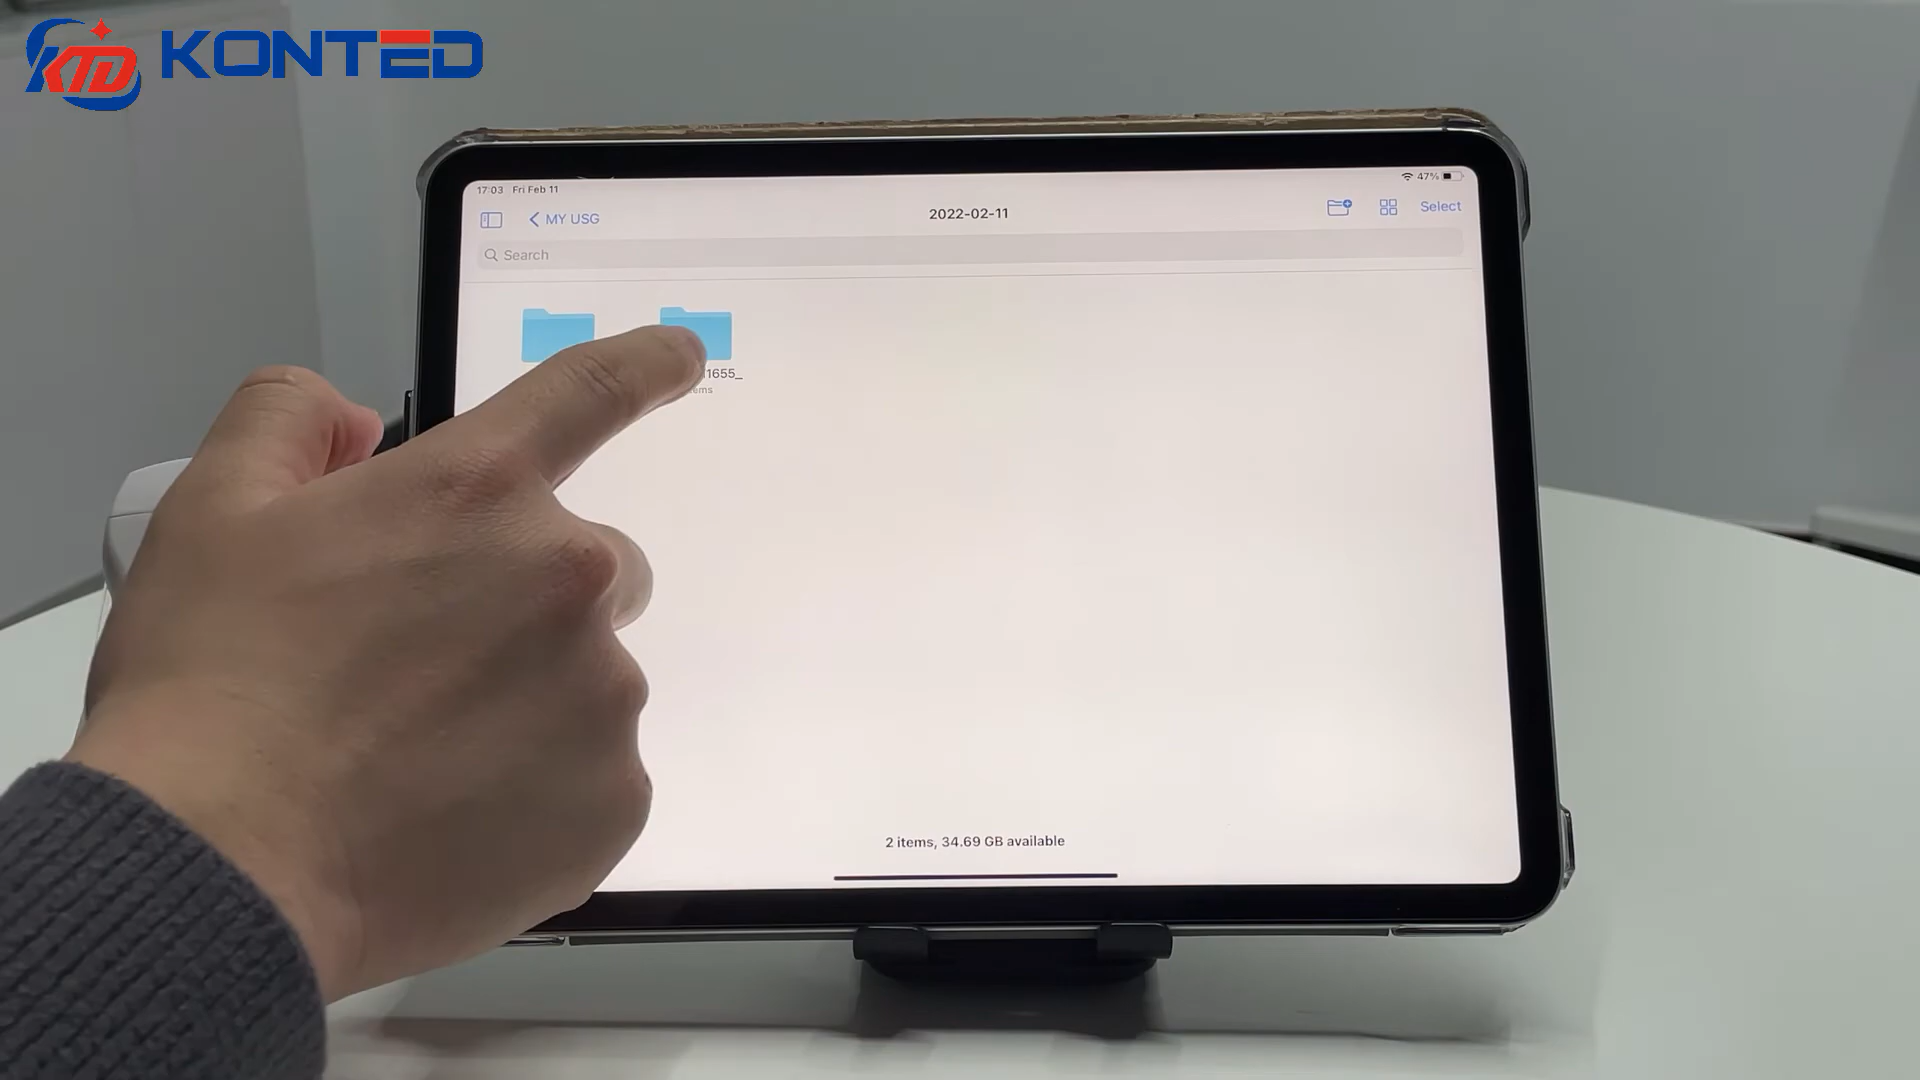 KTD KONTED
17:03 Fri Feb 11
47%
MY USG
2022-02-11
Select
Search
2 items, 34.69 GB available